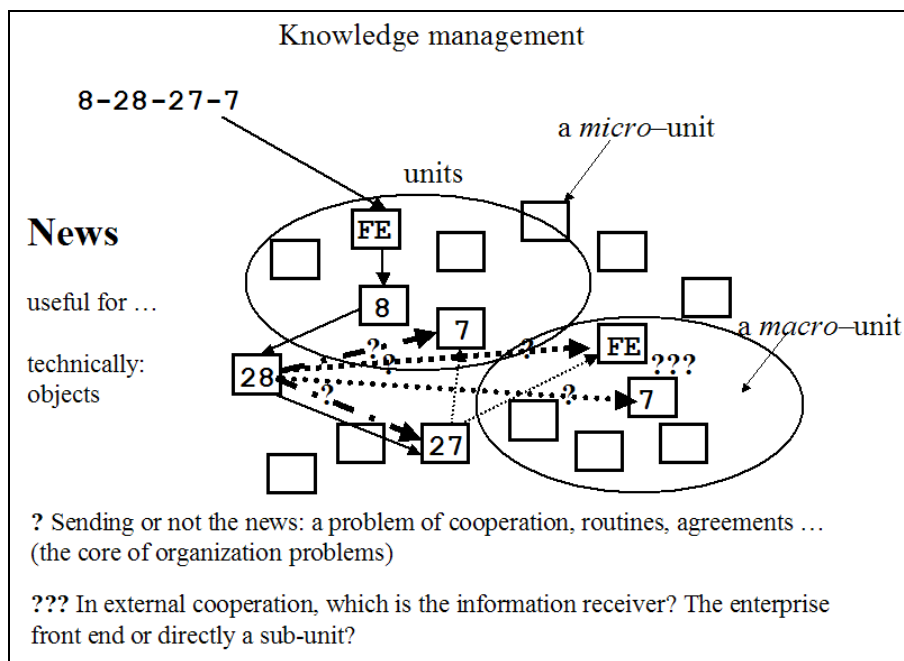 Knowledge management
8-28-27-7
a micro–unit
units
FE
News
8
useful for …
7
a macro–unit
? ? ? FE
???
technically:
objects
28
? ? 7
27
? Sending or not the news: a problem of cooperation, routines, agreements …
(the core of organization problems)
??? In external cooperation, which is the information receiver? The enterprise
front end or directly a sub-unit?